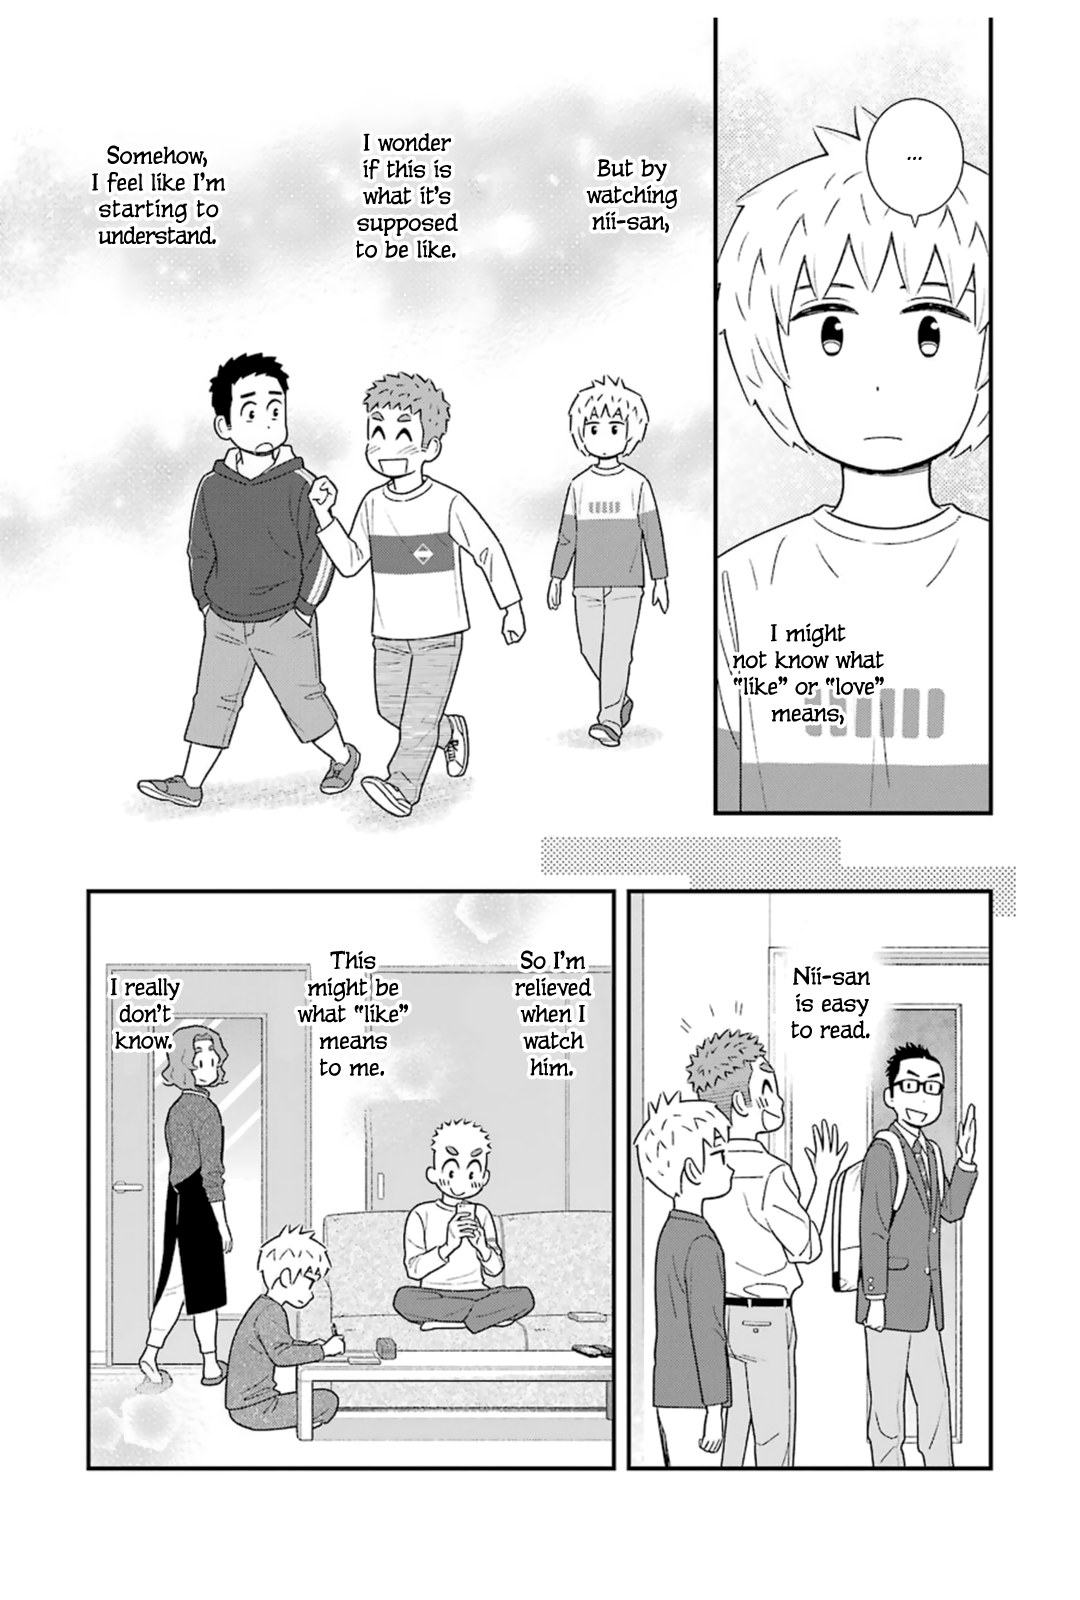 ...
I might
not know what
“like” or “love”
means,
But by
watching
nii-san,
I wonder
if this is
what it's
supposed
to be like.
Somehow,
I feel like I'm
starting to
understand.
Nii-san
is easy
to read.
So I'm
relieved
when I
watch
him.
This
might be
what “like”
means
to me.
I really
don't
know.